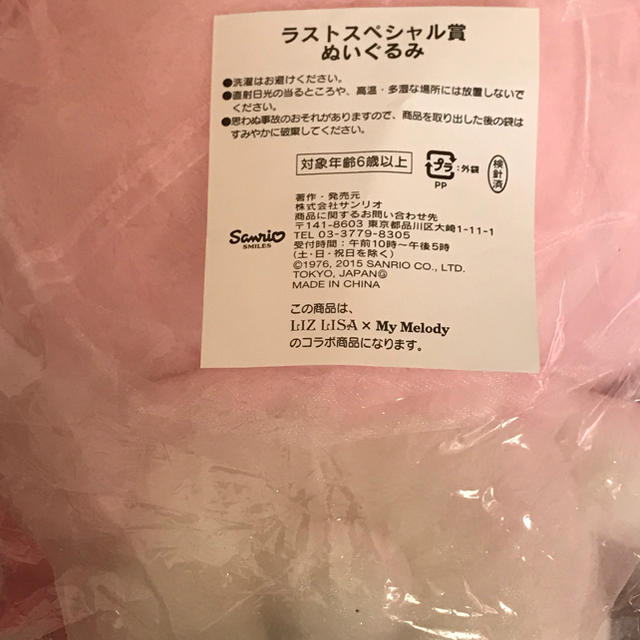 ラストスペシャル賞
ぬいぐるみ
●洗濯はお避けください。
●直射日光の当るところや、高温・多湿な場所には放置しないで
ください。
●思わぬ事故のおそれがありますので、商品を取り出した後の袋は
すみやかに破棄してください。
対象年齢6歳以上
プラ :外袋
PP
検針済
著作・発売元
株式会社サンリオ
商品に関するお問い合わせ先
〒141-8603 東京都品川区大崎1-11-1
TEL 03-3779-8305
受付時間:午前10時~午後5時
(土・日・祝日を除く)
©1976, 2015 SANRIO CO., LTD.
TOKYO, JAPAN Ⓛ
MADE IN CHINA
Sanrio
SMILES
この商品は、
LIZ LISA × My Melody
のコラボ商品になります。